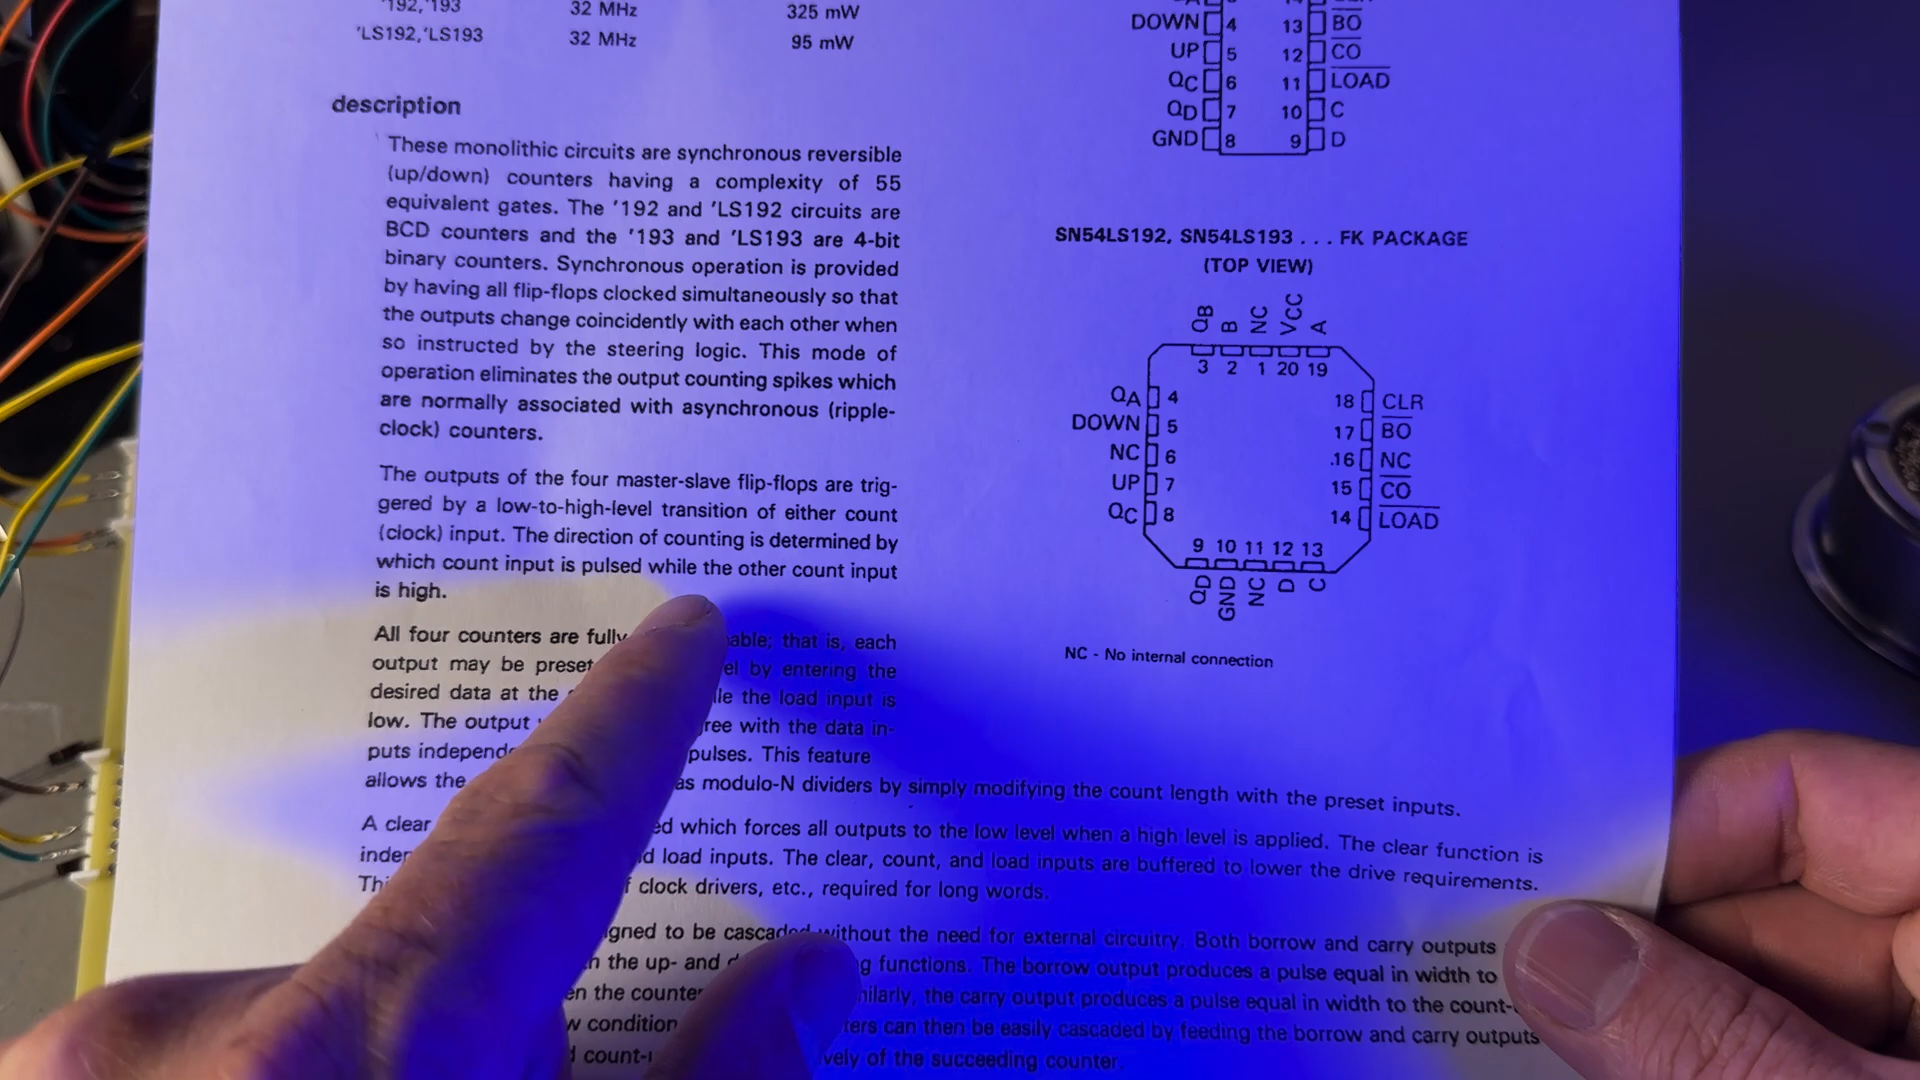 '192,'193 32 MHz 325 mW
'LS192,'LS193 32 MHz 95 mW
description
These monolithic circuits are synchronous reversible
(up/down) counters having a complexity of 55
equivalent gates. The '192 and 'LS192 circuits are
BCD counters and the '193 and 'LS193 are 4-bit
binary counters. Synchronous operation is provided
by having all flip-flops clocked simultaneously so that
the outputs change coincidently with each other when
so instructed by the steering logic. This mode of
operation eliminates the output counting spikes which
are normally associated with asynchronous (ripple-
clock) counters.
The outputs of the four master-slave flip-flops are trig-
gered by a low-to-high-level transition of either count
(clock) input. The direction of counting is determined by
which count input is pulsed while the other count input
is high.
All four counters are fully that is, each
output may be preset by entering the
desired data at the the load input is
low. The output with the data in-
puts pulses. This feature
allows the as modulo-N dividers by simply modifying the count length with the preset inputs.
A clear which forces all outputs to the low level when a high level is applied. The clear function is
load inputs. The clear, count, and load inputs are buffered to lower the drive requirements.
clock drivers, etc., required for long words.
to be cascaded without the need for external circuitry. Both borrow and carry outputs
the up- and functions. The borrow output produces a pulse equal in width to
the the carry output produces a pulse equal in width to the count-
condition can then be easily cascaded by feeding the borrow and carry outputs
of the succeeding counter.
DOWN 4 13 BO
UP 5 12 CO
QC 6 11 LOAD
QD 7 10 C
GND 8 9 D
SN54LS192, SN54LS193 . . . FK PACKAGE
(TOP VIEW)
QB B NC VCC A
3 2 1 20 19
QA 4 18 CLR
DOWN 5 17 BO
NC 6 16 NC
UP 7 15 CO
QC 8 14 LOAD
9 10 11 12 13
QD GND NC D C
NC - No internal connection